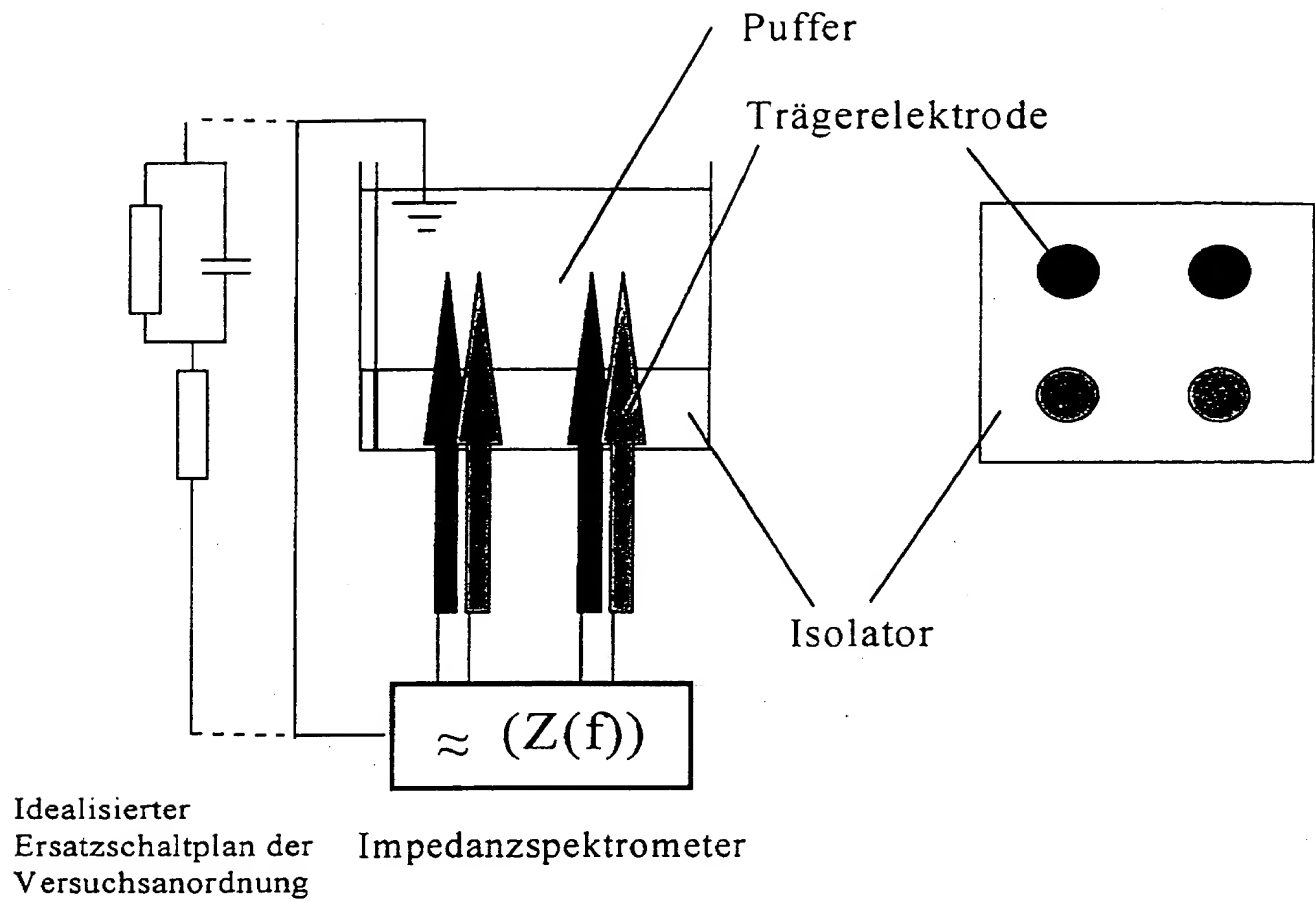 Puffer
Trägerelektrode
Isolator
≈ (Z(f))
Idealisierter
Ersatzschaltplan der
Versuchsanordnung
Impedanzspektrometer